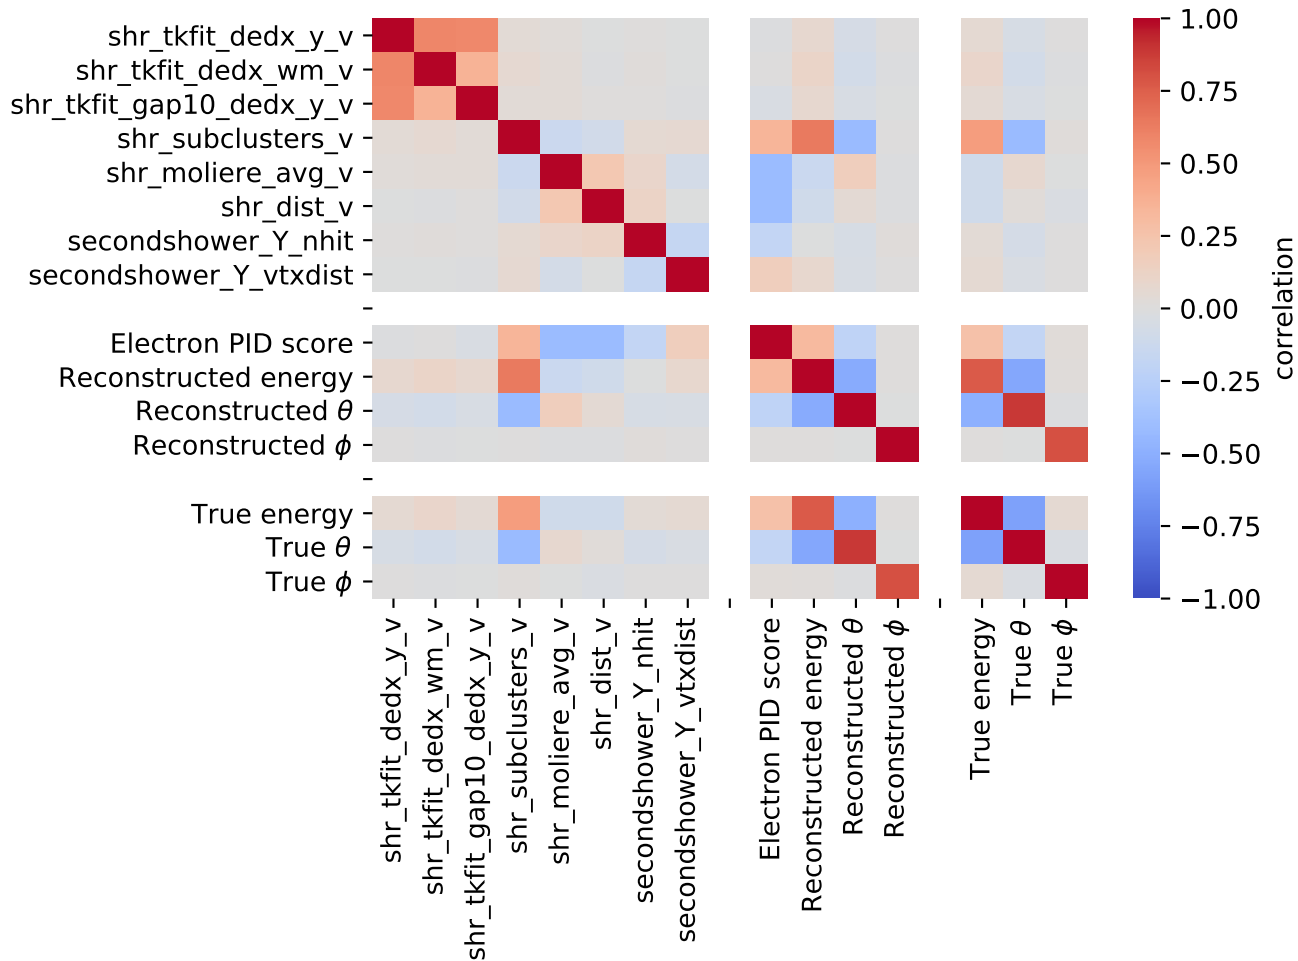 shr_tkfit_dedx_y_v
shr_tkfit_dedx_wm_v
shr_tkfit_gap10_dedx_y_v
shr_subclusters_v
shr_moliere_avg_v
shr_dist_v
secondshower_Y_nhit
secondshower_Y_vtxdist
Electron PID score
Reconstructed energy
Reconstructed θ
Reconstructed ϕ
True energy
True θ
True ϕ
shr_tkfit_dedx_y_v
shr_tkfit_dedx_wm_v
shr_tkfit_gap10_dedx_y_v
shr_subclusters_v
shr_moliere_avg_v
shr_dist_v
secondshower_Y_nhit
secondshower_Y_vtxdist
Electron PID score
Reconstructed energy
Reconstructed θ
Reconstructed ϕ
True energy
True θ
True ϕ
1.00
0.75
0.50
0.25
0.00
−0.25
−0.50
−0.75
−1.00
correlation